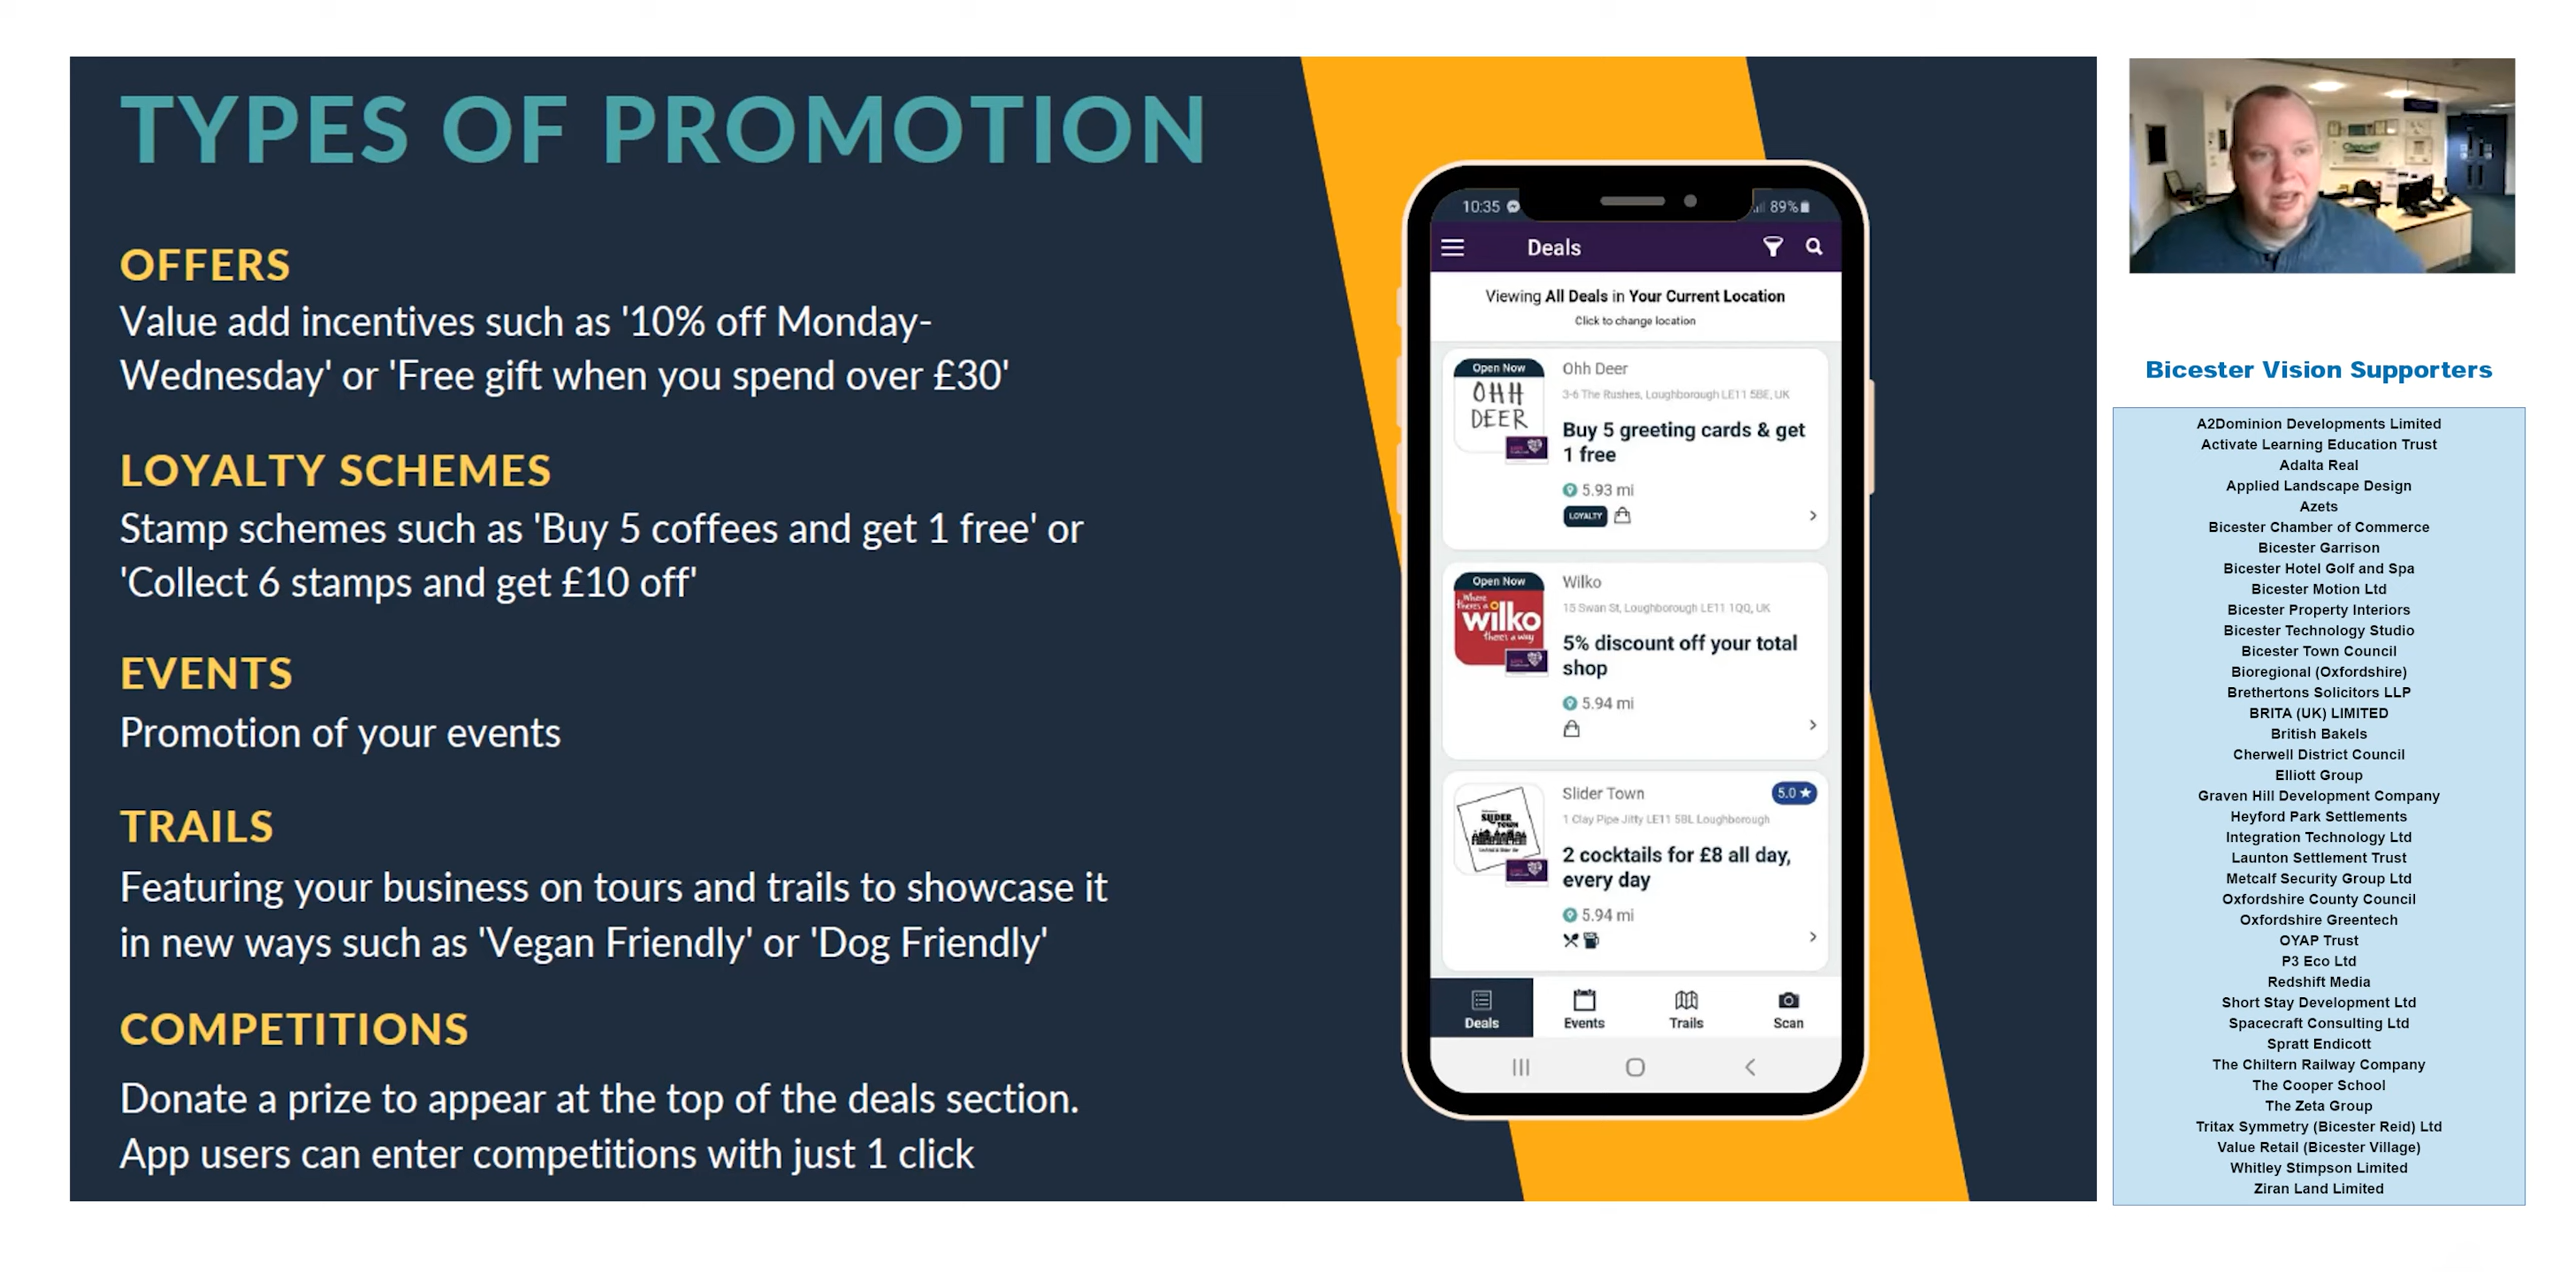 TYPES OF PROMOTION
OFFERS
Value add incentives such as '10% off Monday-
Wednesday' or 'Free gift when you spend over £30'
LOYALTY SCHEMES
Stamp schemes such as 'Buy 5 coffees and get 1 free' or
'Collect 6 stamps and get £10 off'
EVENTS
Promotion of your events
TRAILS
Featuring your business on tours and trails to showcase it
in new ways such as 'Vegan Friendly' or 'Dog Friendly'
COMPETITIONS
Donate a prize to appear at the top of the deals section.
App users can enter competitions with just 1 click
10:35
89%
Deals
Viewing All Deals in Your Current Location
Click to change location
Open Now
OHH
DEER
Ohh Deer
3-6 The Rushes, Loughborough LE11 5BE, UK
Buy 5 greeting cards & get
1 free
5.93 mi
LOYALTY
Open Now
Where
there's a
wilko
there's a way
Wilko
15 Swan St, Loughborough LE11 1QQ, UK
5% discount off your total
shop
5.94 mi
SLIDER
TOWN
Slider Town
5.0
1 Clay Pipe Jitty LE11 5BL Loughborough
2 cocktails for £8 all day,
every day
5.94 mi
Deals
Events
Trails
Scan
Cherwell
Bicester Vision Supporters
A2Dominion Developments Limited
Activate Learning Education Trust
Adalta Real
Applied Landscape Design
Azets
Bicester Chamber of Commerce
Bicester Garrison
Bicester Hotel Golf and Spa
Bicester Motion Ltd
Bicester Property Interiors
Bicester Technology Studio
Bicester Town Council
Bioregional (Oxfordshire)
Brethertons Solicitors LLP
BRITA (UK) LIMITED
British Bakels
Cherwell District Council
Elliott Group
Graven Hill Development Company
Heyford Park Settlements
Integration Technology Ltd
Launton Settlement Trust
Metcalf Security Group Ltd
Oxfordshire County Council
Oxfordshire Greentech
OYAP Trust
P3 Eco Ltd
Redshift Media
Short Stay Development Ltd
Spacecraft Consulting Ltd
Spratt Endicott
The Chiltern Railway Company
The Cooper School
The Zeta Group
Tritax Symmetry (Bicester Reid) Ltd
Value Retail (Bicester Village)
Whitley Stimpson Limited
Ziran Land Limited